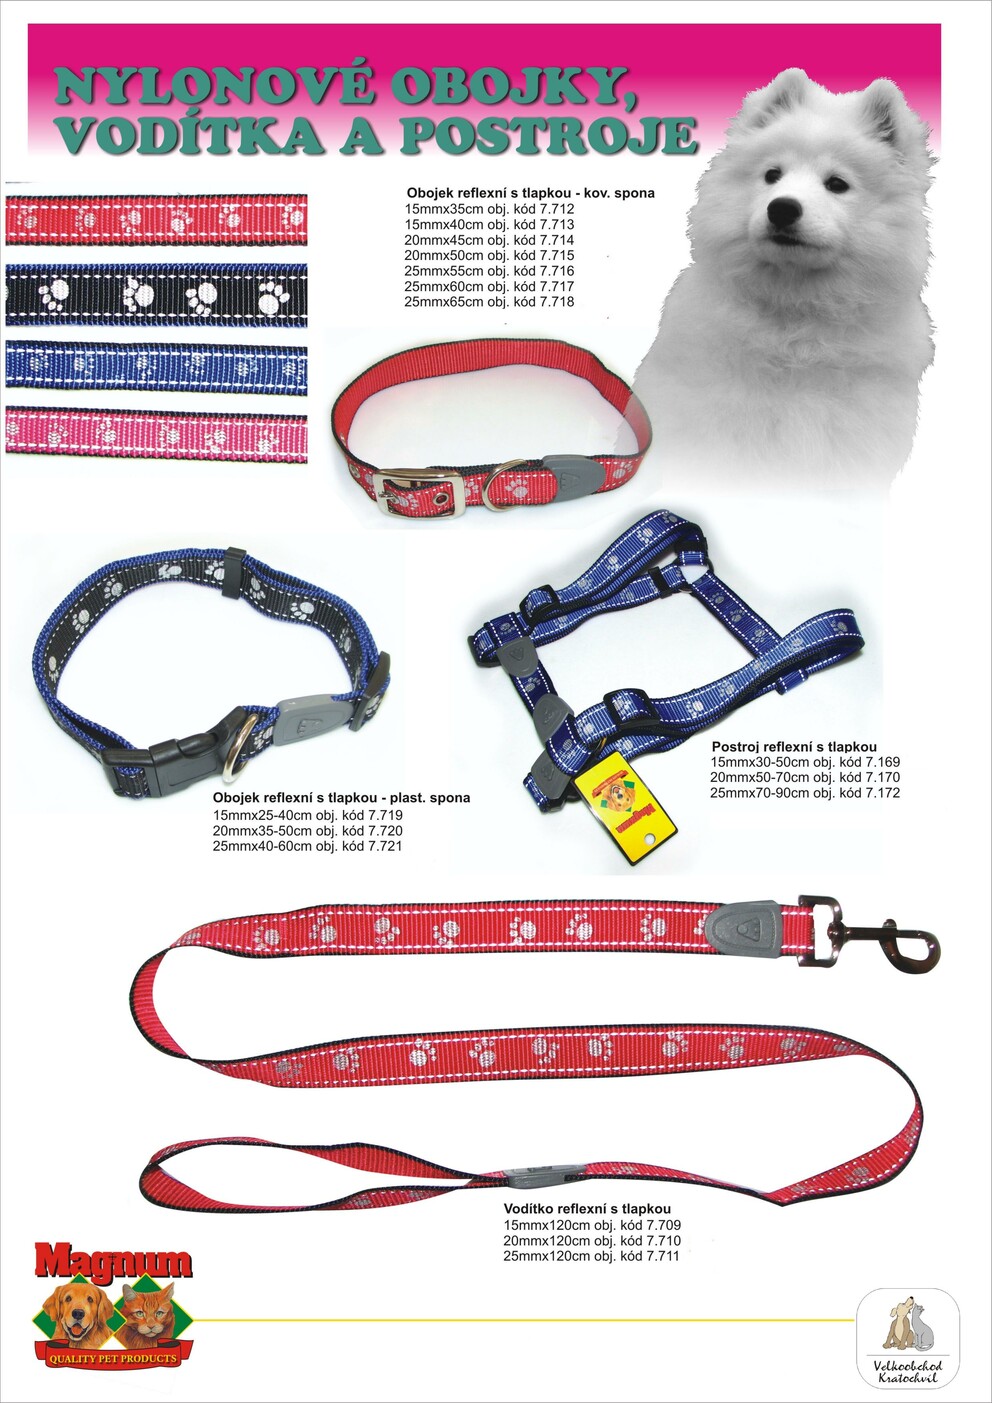 NYLONOVÉ OBOJKY,
VODÍTKA A POSTROJE
Obojek reflexní s tlapkou - kov. spona
15mmx35cm obj. kód 7.712
15mmx40cm obj. kód 7.713
20mmx45cm obj. kód 7.714
20mmx50cm obj. kód 7.715
25mmx55cm obj. kód 7.716
25mmx60cm obj. kód 7.717
25mmx65cm obj. kód 7.718
Postroj reflexní s tlapkou
15mmx30-50cm obj. kód 7.169
20mmx50-70cm obj. kód 7.170
25mmx70-90cm obj. kód 7.172
Magnum
Obojek reflexní s tlapkou - plast. spona
15mmx25-40cm obj. kód 7.719
20mmx35-50cm obj. kód 7.720
25mmx40-60cm obj. kód 7.721
Vodítko reflexní s tlapkou
15mmx120cm obj. kód 7.709
20mmx120cm obj. kód 7.710
25mmx120cm obj. kód 7.711
Magnum
QUALITY PET PRODUCTS
Velkoobchod
Kratochvíl